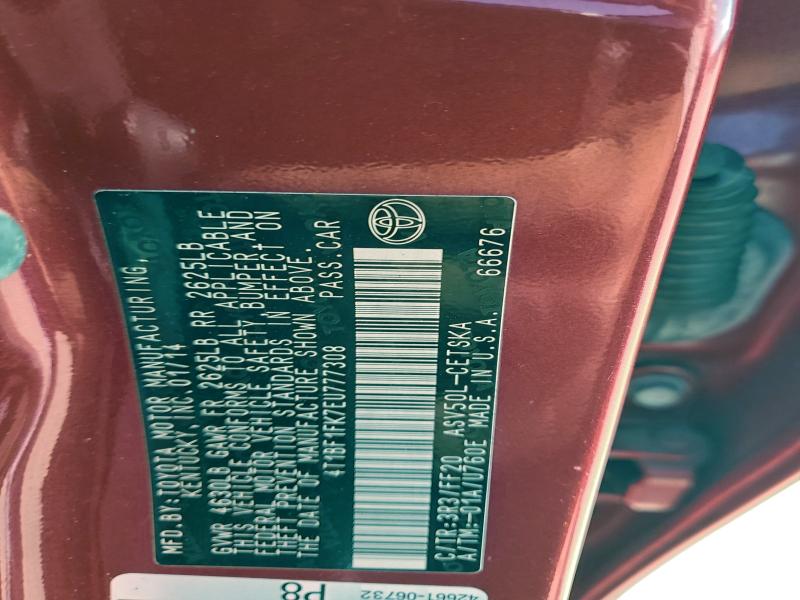 MFD.BY:TOYOTA MOTOR MANUFACTURING,
KENTUCKY, INC. 01/14
GVWR 4630LB GAWR FR 2625LB RR 2625LB
THIS VEHICLE CONFORMS TO ALL APPLICABLE
FEDERAL MOTOR VEHICLE SAFETY, BUMPER, AND
THEFT PREVENTION STANDARDS IN EFFECT ON
THE DATE OF MANUFACTURE SHOWN ABOVE.
4T1BF1FK7EU777308 PASS.CAR
C/TR:3R3/FF20 ASV50L-CETSKA
A/TM:-01A/U760E MADE IN U.S.A. 66676
42661-06732
P8